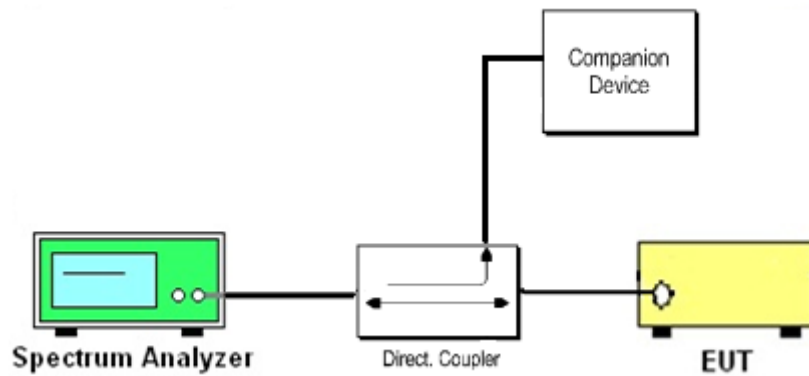 Companion
Device
Spectrum Analyzer
Direct. Coupler
EUT